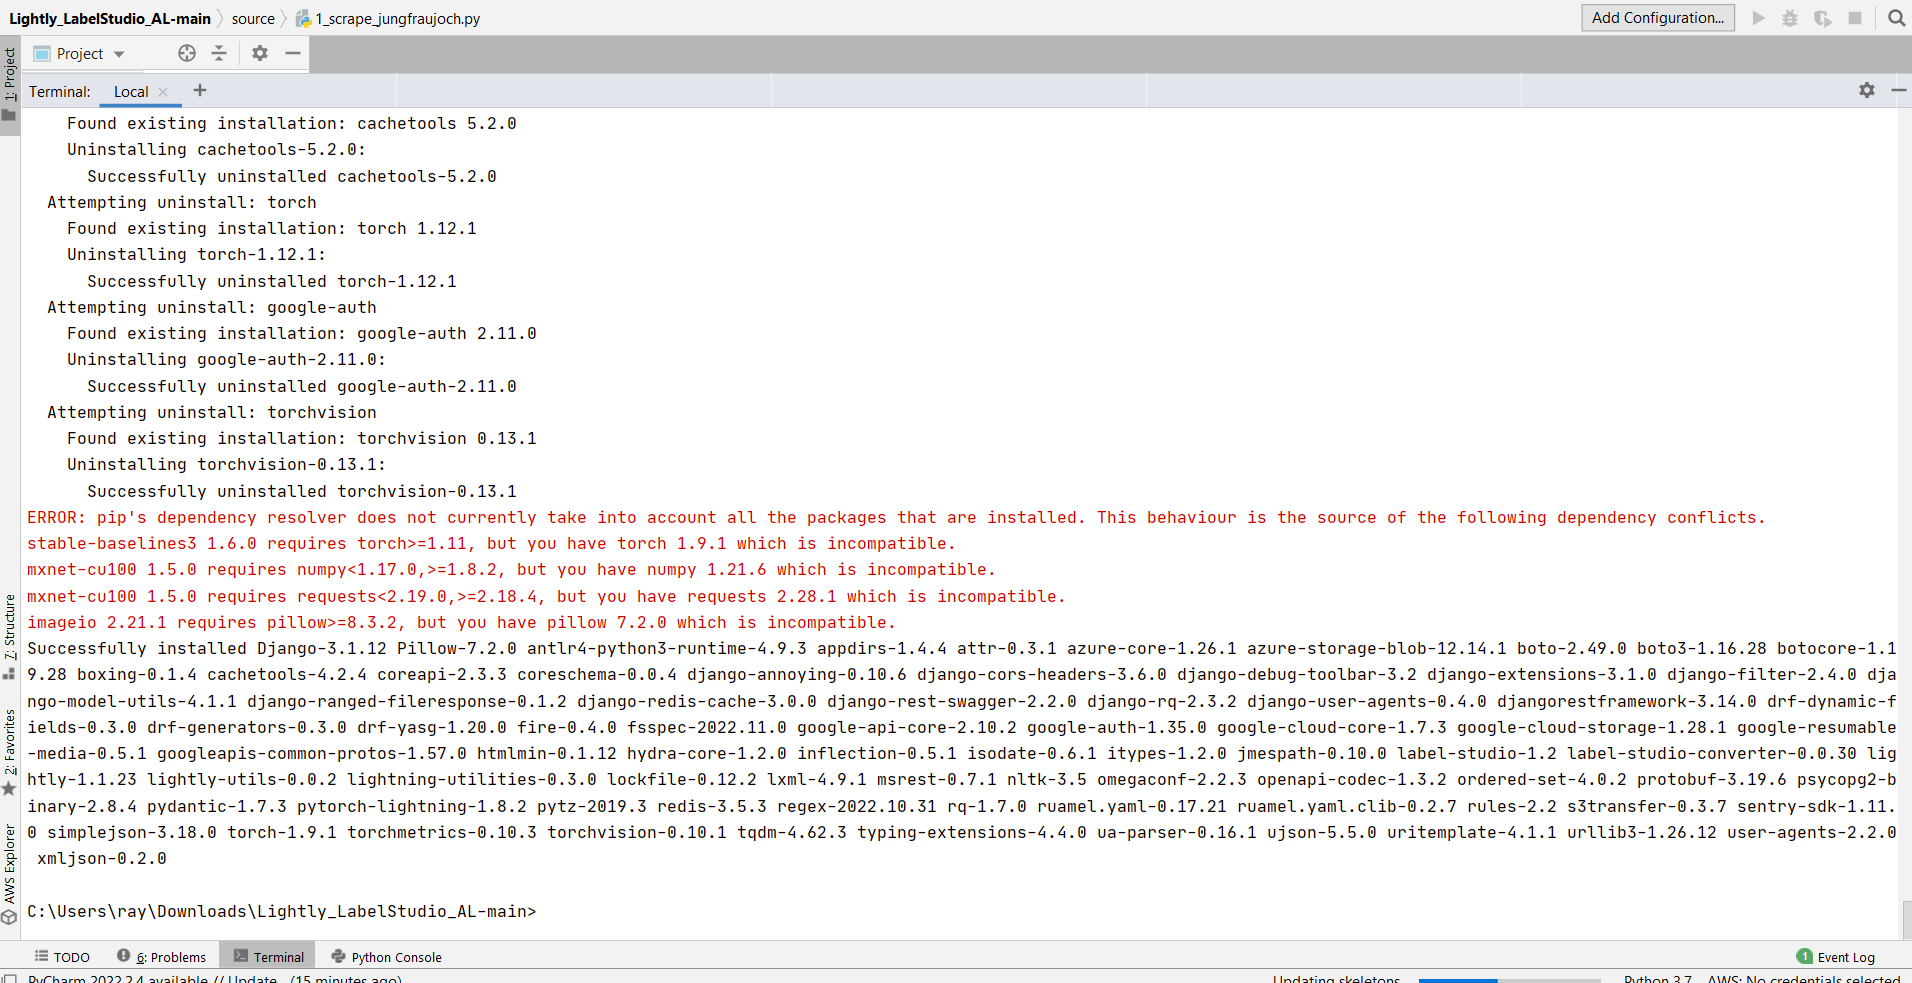 Lightly_LabelStudio_AL-main source 1_scrape_jungfraujoch.py Add Configuration...
Project
1: Project
Terminal: Local +
Found existing installation: cachetools 5.2.0
Uninstalling cachetools-5.2.0:
Successfully uninstalled cachetools-5.2.0
Attempting uninstall: torch
Found existing installation: torch 1.12.1
Uninstalling torch-1.12.1:
Successfully uninstalled torch-1.12.1
Attempting uninstall: google-auth
Found existing installation: google-auth 2.11.0
Uninstalling google-auth-2.11.0:
Successfully uninstalled google-auth-2.11.0
Attempting uninstall: torchvision
Found existing installation: torchvision 0.13.1
Uninstalling torchvision-0.13.1:
Successfully uninstalled torchvision-0.13.1
ERROR: pip's dependency resolver does not currently take into account all the packages that are installed. This behaviour is the source of the following dependency conflicts.
stable-baselines3 1.6.0 requires torch>=1.11, but you have torch 1.9.1 which is incompatible.
mxnet-cu100 1.5.0 requires numpy<1.17.0,>=1.8.2, but you have numpy 1.21.6 which is incompatible.
mxnet-cu100 1.5.0 requires requests<2.19.0,>=2.18.4, but you have requests 2.28.1 which is incompatible.
imageio 2.21.1 requires pillow>=8.3.2, but you have pillow 7.2.0 which is incompatible.
Successfully installed Django-3.1.12 Pillow-7.2.0 antlr4-python3-runtime-4.9.3 appdirs-1.4.4 attr-0.3.1 azure-core-1.26.1 azure-storage-blob-12.14.1 boto-2.49.0 boto3-1.16.28 botocore-1.1
9.28 boxing-0.1.4 cachetools-4.2.4 coreapi-2.3.3 coreschema-0.0.4 django-annoying-0.10.6 django-cors-headers-3.6.0 django-debug-toolbar-3.2 django-extensions-3.1.0 django-filter-2.4.0 dja
ngo-model-utils-4.1.1 django-ranged-fileresponse-0.1.2 django-redis-cache-3.0.0 django-rest-swagger-2.2.0 django-rq-2.3.2 django-user-agents-0.4.0 djangorestframework-3.14.0 drf-dynamic-f
ields-0.3.0 drf-generators-0.3.0 drf-yasg-1.20.0 fire-0.4.0 fsspec-2022.11.0 google-api-core-2.10.2 google-auth-1.35.0 google-cloud-core-1.7.3 google-cloud-storage-1.28.1 google-resumable
-media-0.5.1 googleapis-common-protos-1.57.0 htmlmin-0.1.12 hydra-core-1.2.0 inflection-0.5.1 isodate-0.6.1 itypes-1.2.0 jmespath-0.10.0 label-studio-1.2 label-studio-converter-0.0.30 lig
htly-1.1.23 lightly-utils-0.0.2 lightning-utilities-0.3.0 lockfile-0.12.2 lxml-4.9.1 msrest-0.7.1 nltk-3.5 omegaconf-2.2.3 openapi-codec-1.3.2 ordered-set-4.0.2 protobuf-3.19.6 psycopg2-b
inary-2.8.4 pydantic-1.7.3 pytorch-lightning-1.8.2 pytz-2019.3 redis-3.5.3 regex-2022.10.31 rq-1.7.0 ruamel.yaml-0.17.21 ruamel.yaml.clib-0.2.7 rules-2.2 s3transfer-0.3.7 sentry-sdk-1.11.
0 simplejson-3.18.0 torch-1.9.1 torchmetrics-0.10.3 torchvision-0.10.1 tqdm-4.62.3 typing-extensions-4.4.0 ua-parser-0.16.1 ujson-5.5.0 uritemplate-4.1.1 urllib3-1.26.12 user-agents-2.2.0
xmljson-0.2.0
C:\Users\ray\Downloads\Lightly_LabelStudio_AL-main>
7: Structure
2: Favorites
AWS Explorer
TODO 6: Problems Terminal Python Console 1 Event Log
PyCharm 2022.2.4 available // Update... (15 minutes ago) Updating skeletons... Python 3.7 AWS: No credentials selected